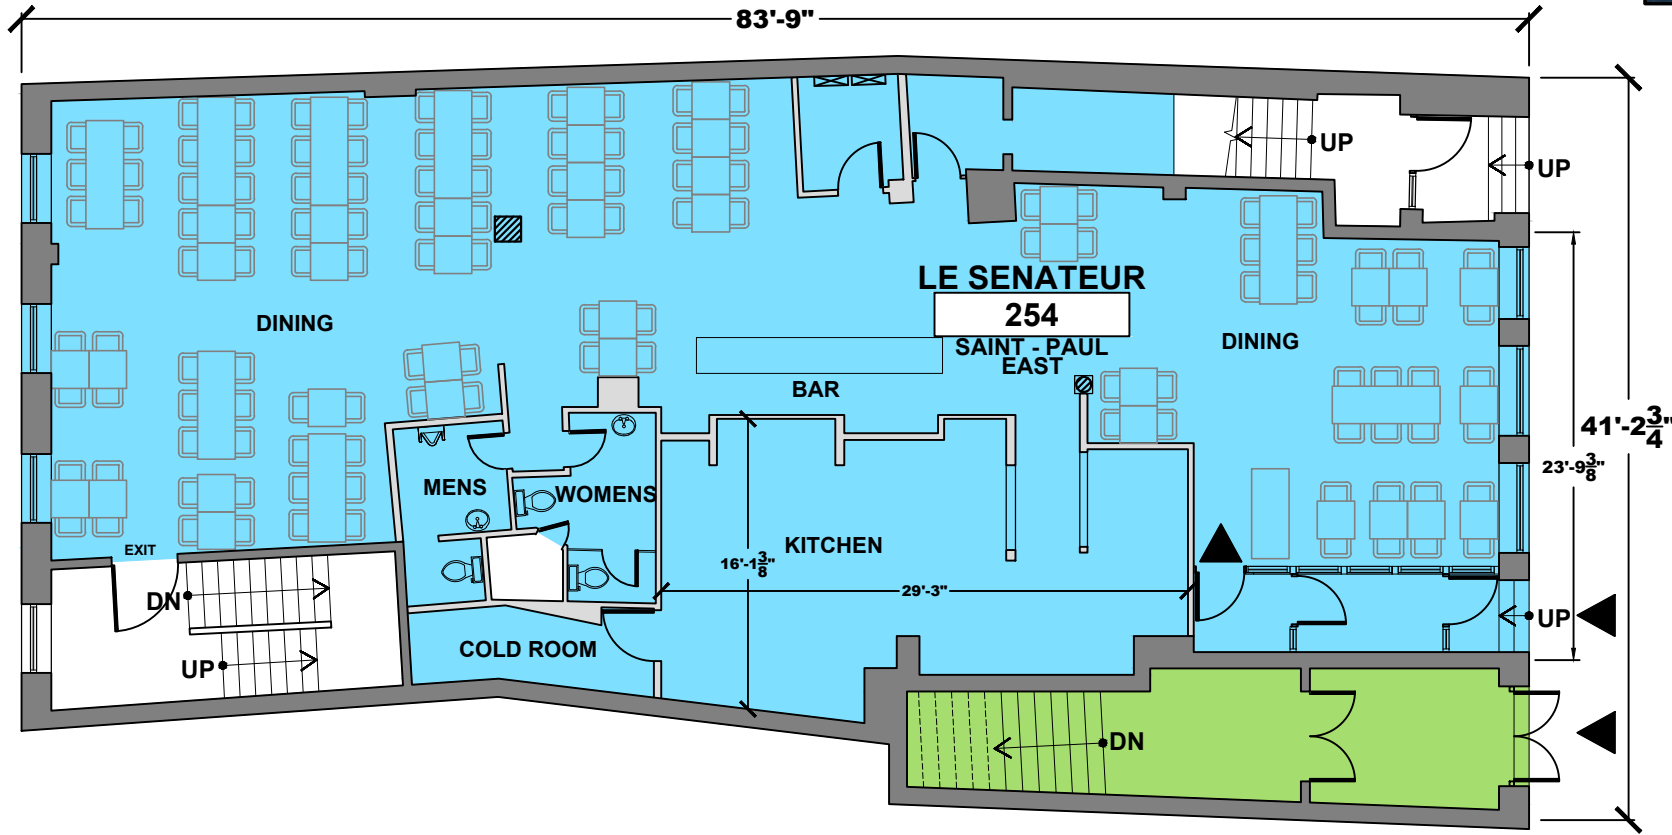 83'-9"
UP
UP
LE SENATEUR
254
SAINT - PAUL
EAST
DINING
DINING
BAR
41'-2 3/4"
23'-9 3/8"
MENS
WOMENS
EXIT
KITCHEN
16'-1 3/8"
29'-3"
DN
UP
COLD ROOM
UP
DN